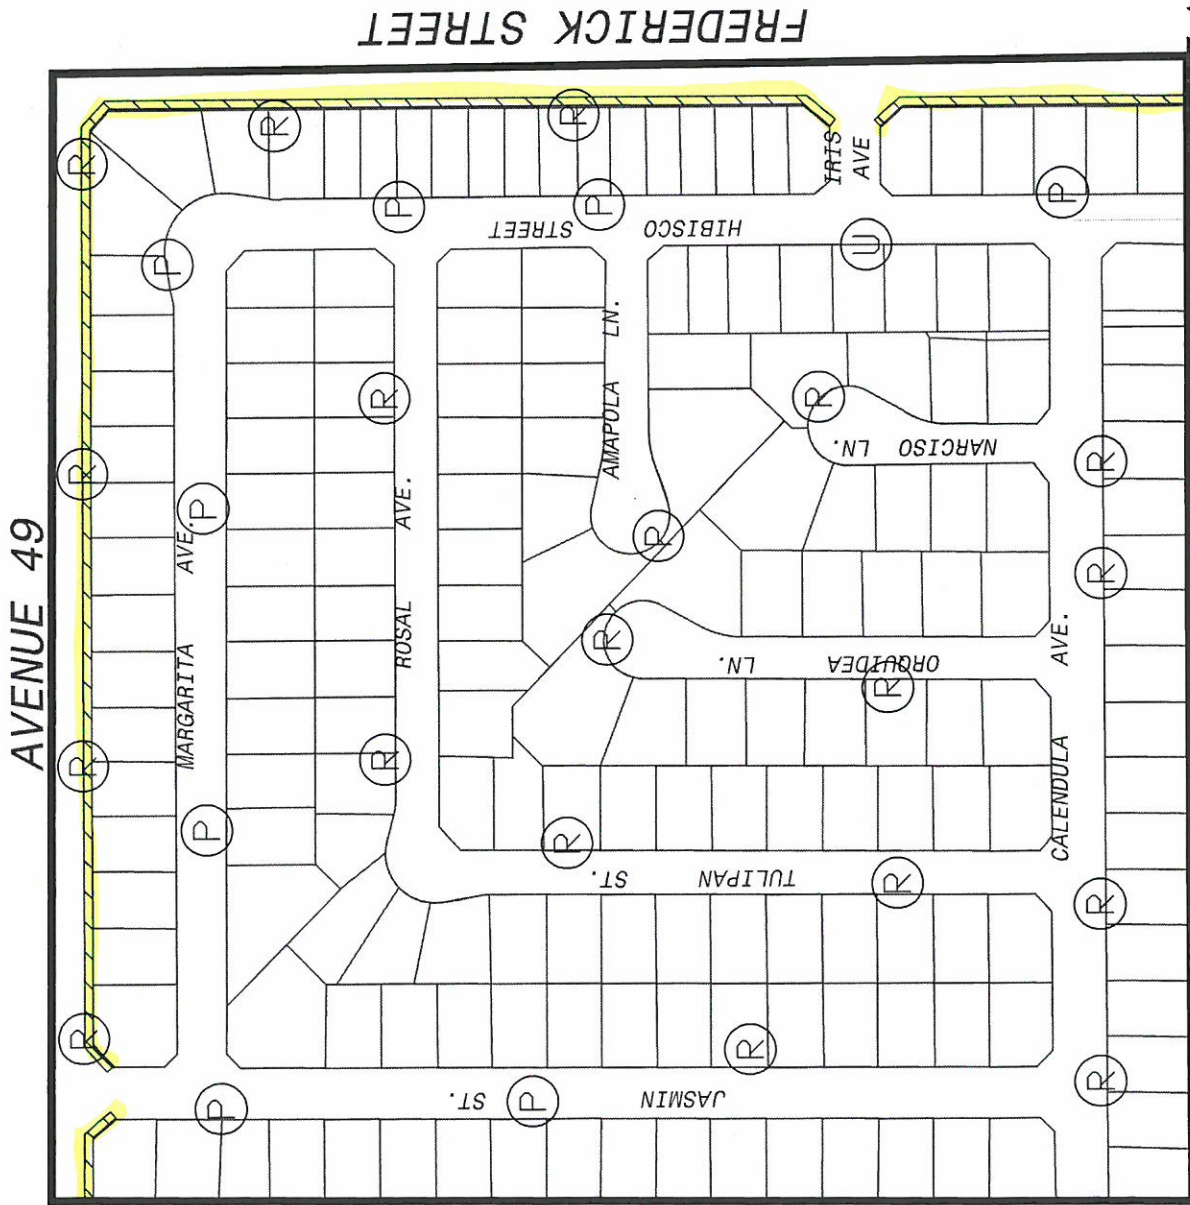 FREDERICK STREET
AVENUE 49
R
R
R
IRIS
AVE
P
P
P
P
HIBISCO STREET
U
R
R
AMAPOLA LN.
R
NARCISO LN.
R
P
MARGARITA AVE.
ROSAL AVE.
P
R
R
ORQUIDEA LN.
R
CALENDULA AVE.
R
R
P
R
TULIPAN ST.
R
R
R
R
R
P
P
JASMIN ST.